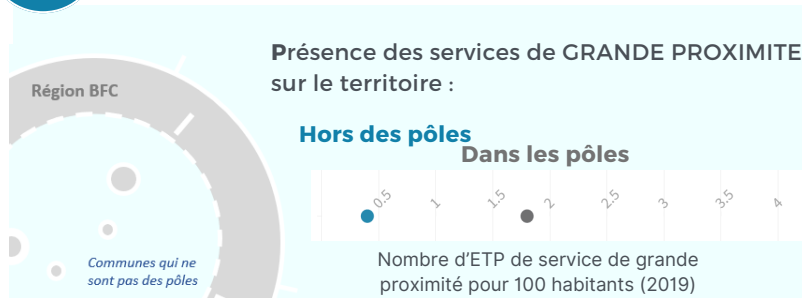 Présence des services de GRANDE PROXIMITE
sur le territoire :
Région BFC
Hors des pôles
Dans les pôles
0.5 1 1.5 2 2.5 3 3.5 4
Communes qui ne
sont pas des pôles
Nombre d’ETP de service de grande
proximité pour 100 habitants (2019)